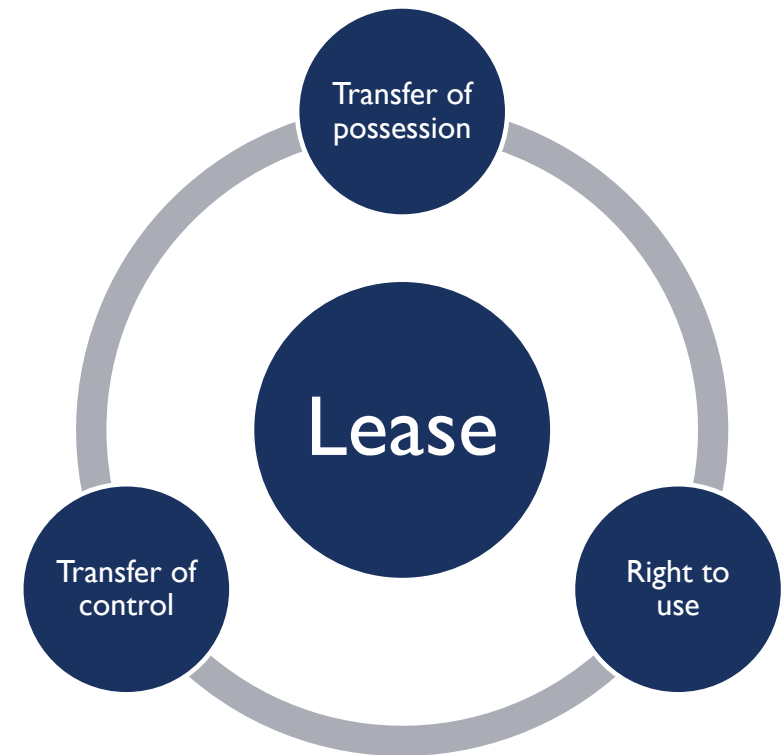 Transfer of
possession
Lease
Transfer of
control
Right to
use